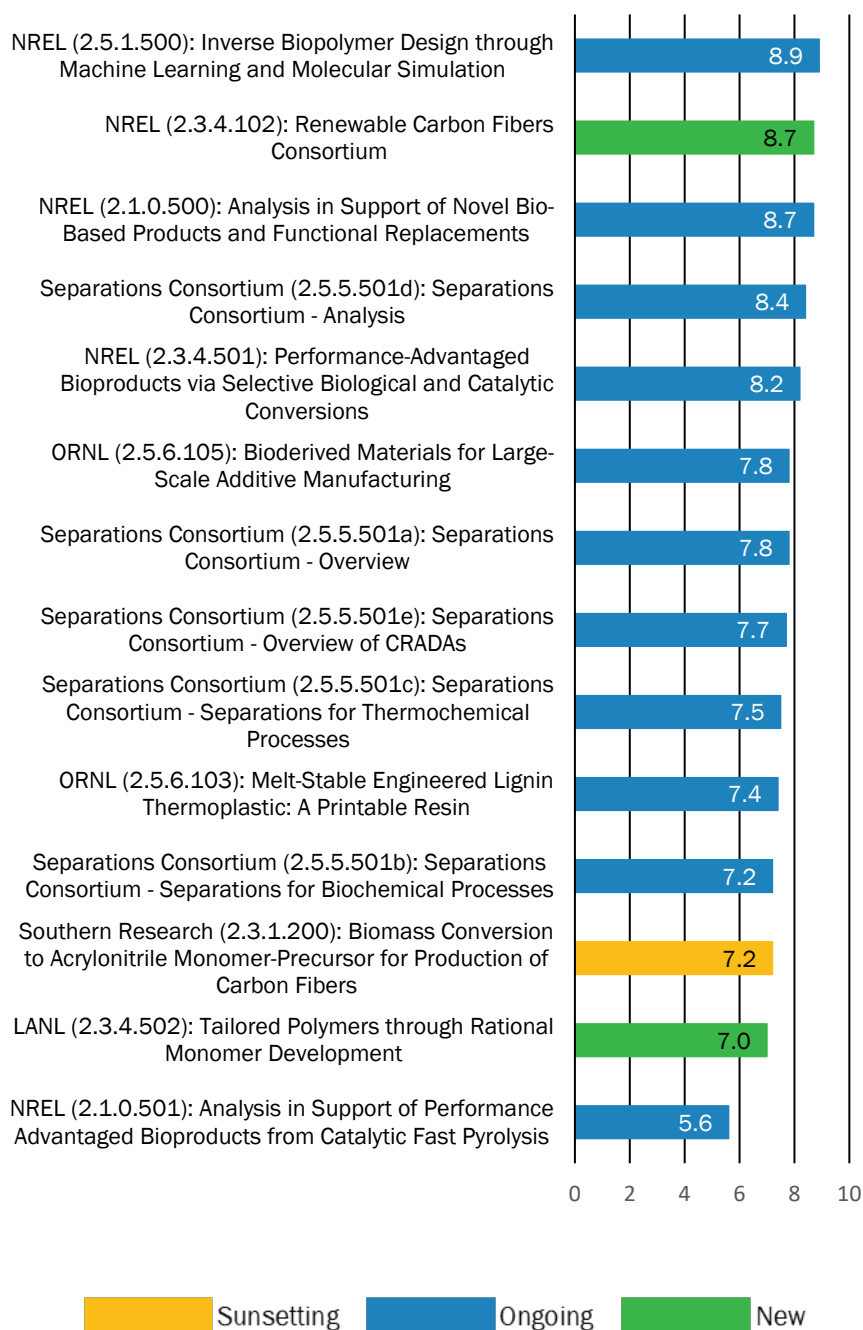 NREL (2.5.1.500): Inverse Biopolymer Design through
Machine Learning and Molecular Simulation
8.9
NREL (2.3.4.102): Renewable Carbon Fibers
Consortium
8.7
NREL (2.1.0.500): Analysis in Support of Novel Bio-
Based Products and Functional Replacements
8.7
Separations Consortium (2.5.5.501d): Separations
Consortium - Analysis
8.4
NREL (2.3.4.501): Performance-Advantaged
Bioproducts via Selective Biological and Catalytic
Conversions
8.2
ORNL (2.5.6.105): Bioderived Materials for Large-
Scale Additive Manufacturing
7.8
Separations Consortium (2.5.5.501a): Separations
Consortium - Overview
7.8
Separations Consortium (2.5.5.501e): Separations
Consortium - Overview of CRADAs
7.7
Separations Consortium (2.5.5.501c): Separations
Consortium - Separations for Thermochemical
Processes
7.5
ORNL (2.5.6.103): Melt-Stable Engineered Lignin
Thermoplastic: A Printable Resin
7.4
Separations Consortium (2.5.5.501b): Separations
Consortium - Separations for Biochemical Processes
7.2
Southern Research (2.3.1.200): Biomass Conversion
to Acrylonitrile Monomer-Precursor for Production of
Carbon Fibers
7.2
LANL (2.3.4.502): Tailored Polymers through Rational
Monomer Development
7.0
NREL (2.1.0.501): Analysis in Support of Performance
Advantaged Bioproducts from Catalytic Fast Pyrolysis
5.6
0 2 4 6 8 10
Sunsetting Ongoing New